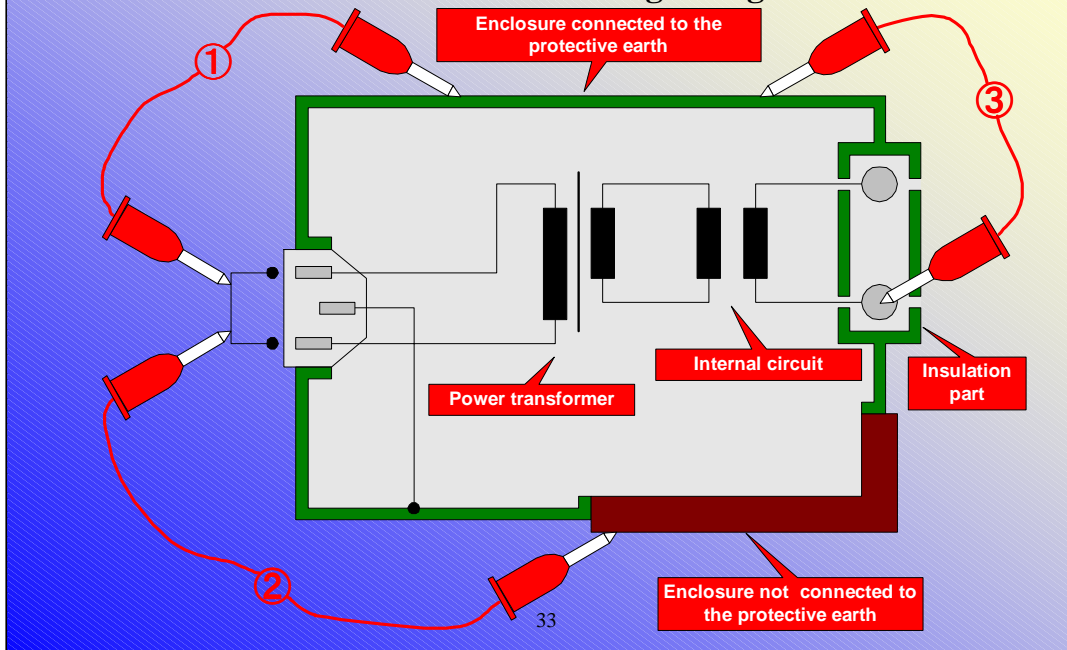 Enclosure connected to the
protective earth
①
③
Internal circuit
Insulation
part
Power transformer
②
Enclosure not connected to
the protective earth
33